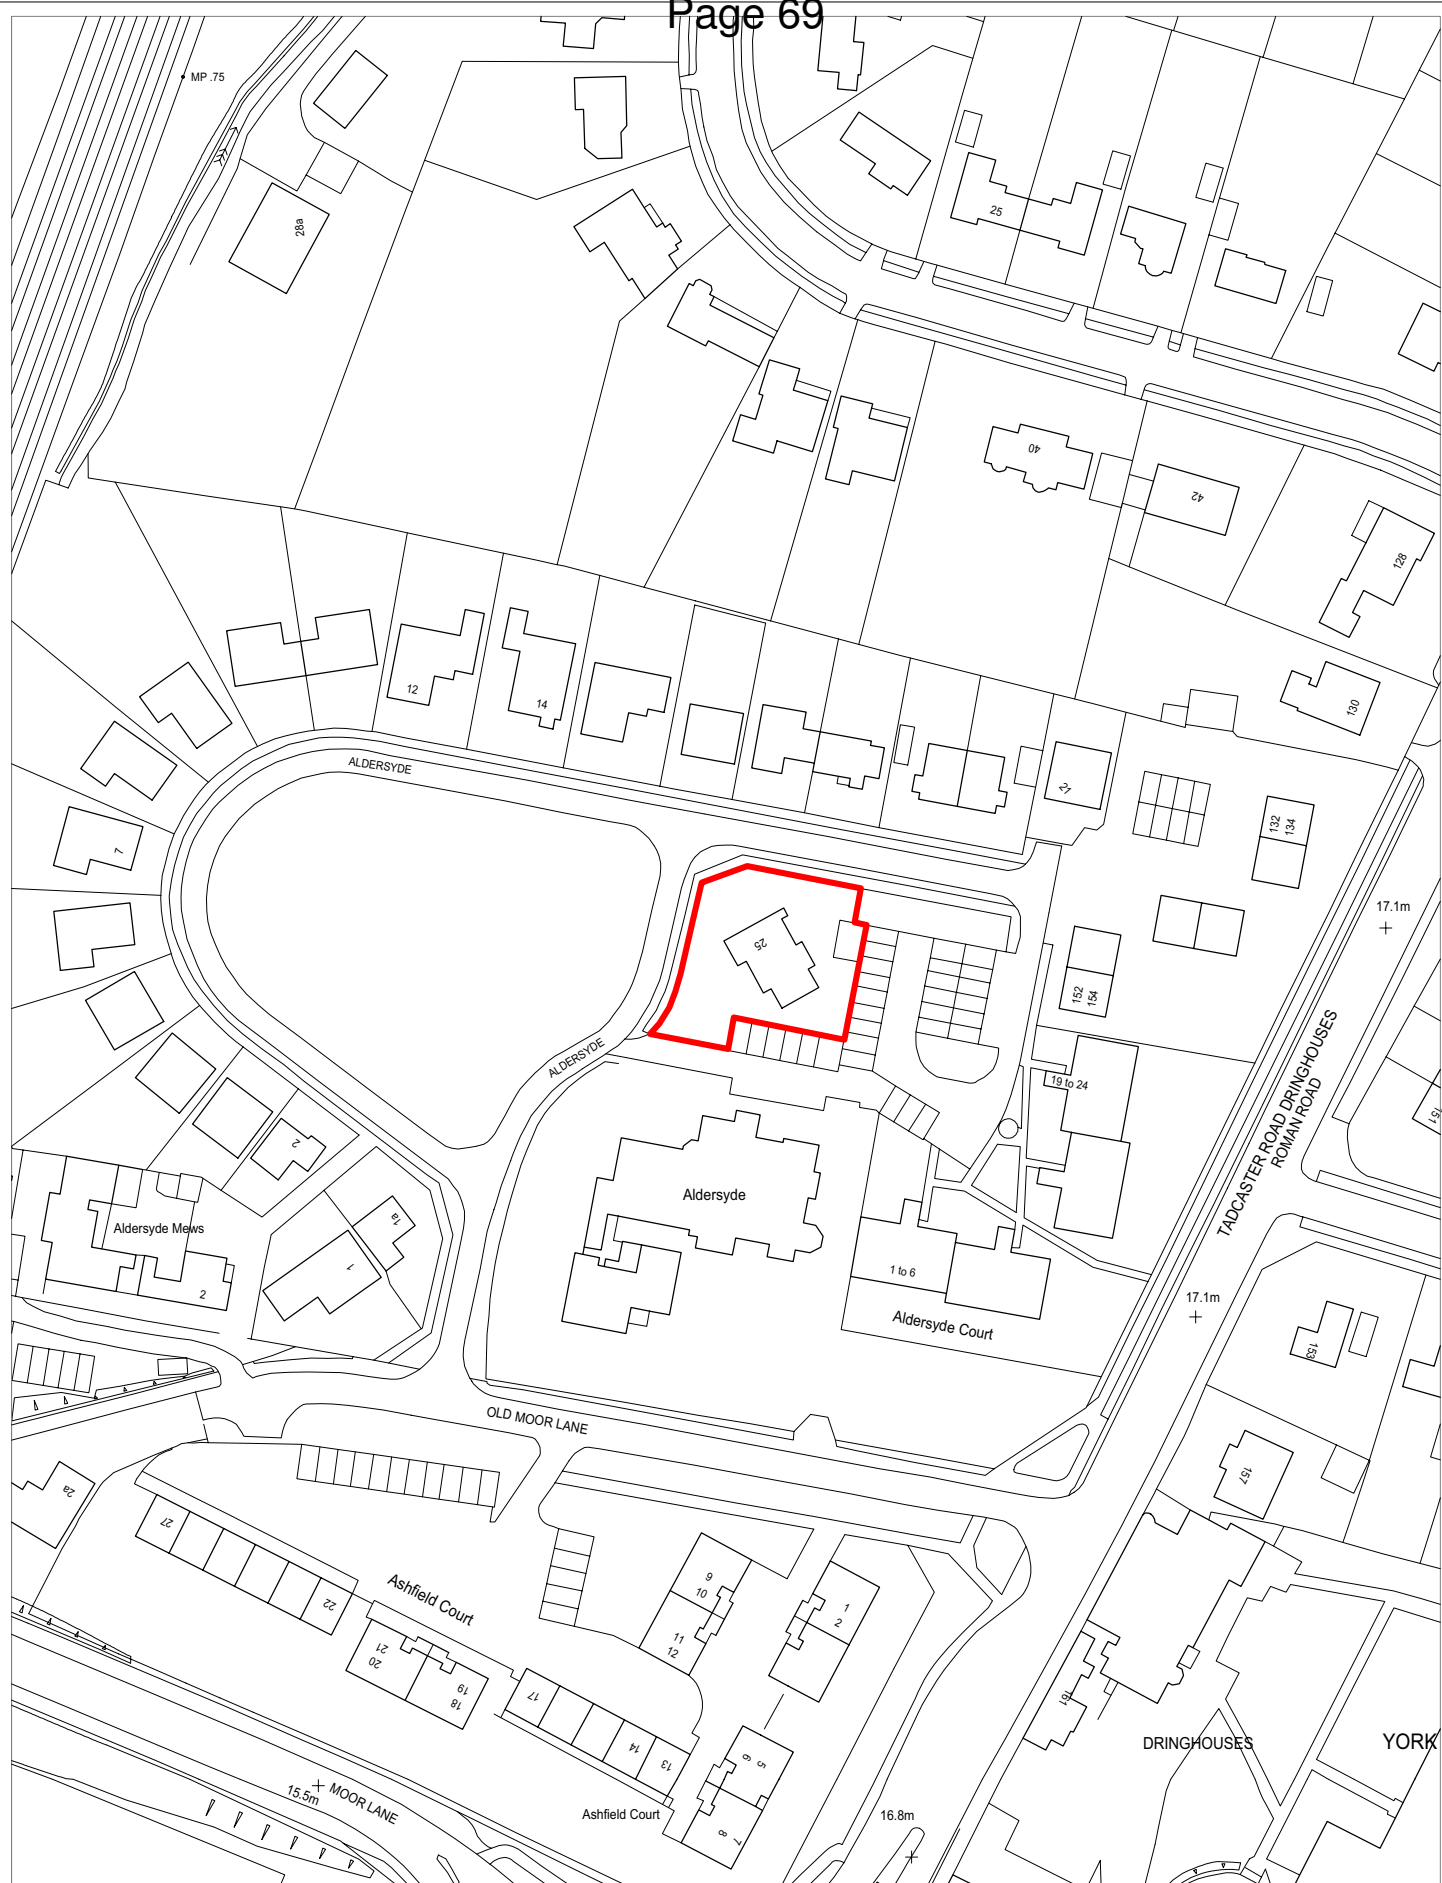 Page 69
MP .75
28a
25
40
42
128
130
12
14
21
ALDERSYDE
132
134
7
17.1m
25
152
154
ALDERSYDE
19 to 24
TADCASTER ROAD DRINGHOUSES
ROMAN ROAD
151
2
Aldersyde
Aldersyde Mews
1a
1
2
1 to 6
Aldersyde Court
17.1m
153
OLD MOOR LANE
157
2a
27
22
Ashfield Court
9
10
11
12
1
2
21
20
19
18
17
14
13
161
5
6
7
8
DRINGHOUSES
YORK
15.5m
MOOR LANE
Ashfield Court
16.8m